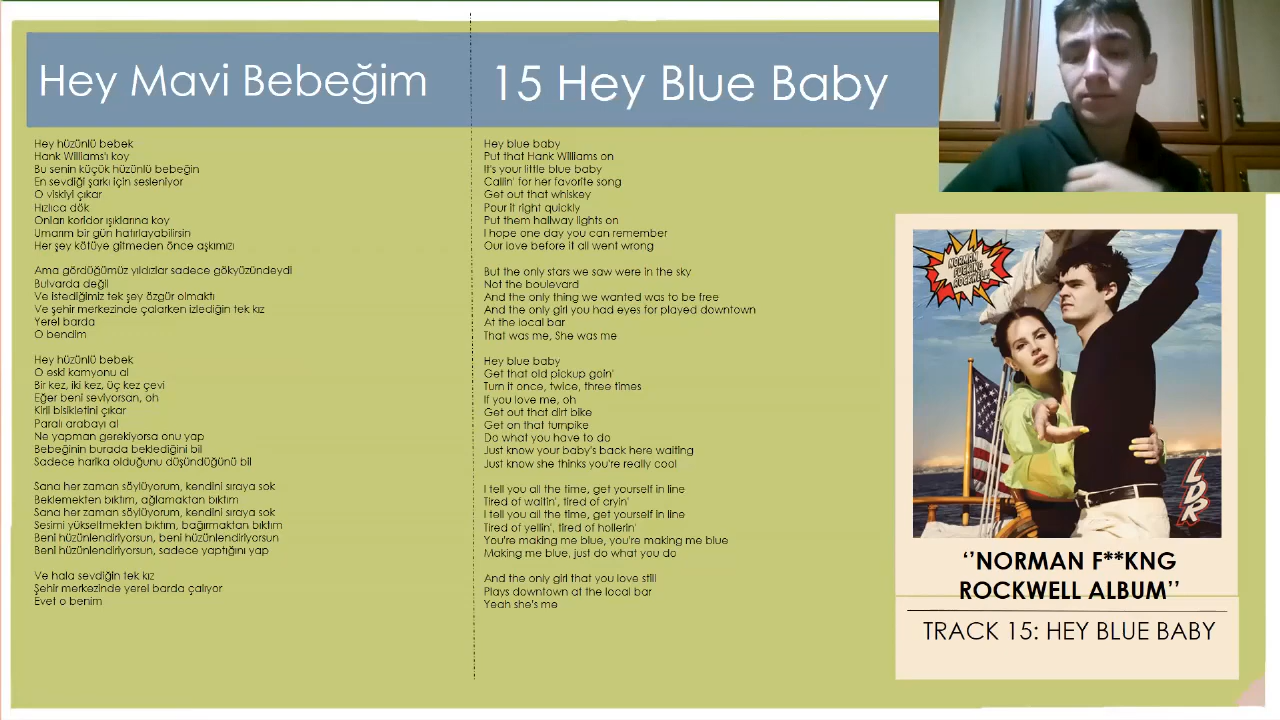 Hey Mavi Bebeğim
Hey hüzünlü bebek
Hank Williams'ı koy
Bu senin küçük hüzünlü bebeğin
En sevdiği şarkı için sesleniyor
O viskiyi çıkar
Hızlıca dök
Onları koridor ışıklarına koy
Umarım bir gün hatırlayabilirsin
Her şey kötüye gitmeden önce aşkımızı
Ama gördüğümüz yıldızlar sadece gökyüzündeydi
Bulvarda değil
Ve istediğimiz tek şey özgür olmaktı
Ve şehir merkezinde çalarken izlediğin tek kız
Yerel barda
O bendim
Hey hüzünlü bebek
O eski kamyonu al
Bir kez, iki kez, üç kez çevi
Eğer beni seviyorsan, oh
Kirli bisikletini çıkar
Paralı arabayı al
Ne yapman gerekiyorsa onu yap
Bebeğinin burada beklediğini bil
Sadece harika olduğunu düşündüğünü bil
Sana her zaman söylüyorum, kendini sıraya sok
Beklemekten bıktım, ağlamaktan bıktım
Sana her zaman söylüyorum, kendini sıraya sok
Sesimi yükseltmekten bıktım, bağırmaktan bıktım
Beni hüzünlendiriyorsun, beni hüzünlendiriyorsun
Beni hüzünlendiriyorsun, sadece yaptığını yap
Ve hala sevdiğin tek kız
Şehir merkezinde yerel barda çalıyor
Evet o benim
15 Hey Blue Baby
Hey blue baby
Put that Hank Williams on
It's your little blue baby
Callin' for her favorite song
Get out that whiskey
Pour it right quickly
Put them hallway lights on
I hope one day you can remember
Our love before it all went wrong
But the only stars we saw were in the sky
Not the boulevard
And the only thing we wanted was to be free
And the only girl you had eyes for played downtown
At the local bar
That was me, She was me
Hey blue baby
Get that old pickup goin'
Turn it once, twice, three times
If you love me, oh
Get out that dirt bike
Get on that turnpike
Do what you have to do
Just know your baby's back here waiting
Just know she thinks you're really cool
I tell you all the time, get yourself in line
Tired of waitin', tired of cryin'
I tell you all the time, get yourself in line
Tired of yellin', tired of hollerin'
You're making me blue, you're making me blue
Making me blue, just do what you do
And the only girl that you love still
Plays downtown at the local bar
Yeah she's me
NORMAN
FUCKING
ROCKWELL!
LDR
‘’NORMAN F**KNG
ROCKWELL ALBUM’’
TRACK 15: HEY BLUE BABY